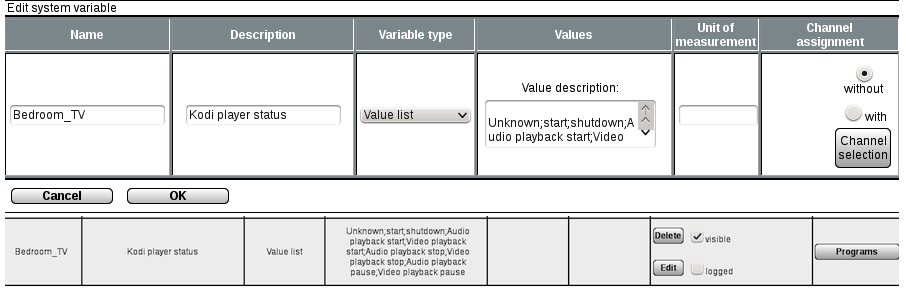 Edit system variable
Name Description Variable type Values Unit of
measurement Channel
assignment
Bedroom_TV Kodi player status Value list Value description:
Unknown;start;shutdown;A
udio playback start;Video
without
with
Channel
selection
Cancel OK
Bedroom_TV Kodi player status Value list Unknown;start;shutdown;Audio
playback start;Video playback
start;Audio playback stop;Video
playback stop;Audio playback
pause;Video playback pause
Delete visible
Edit logged
Programs